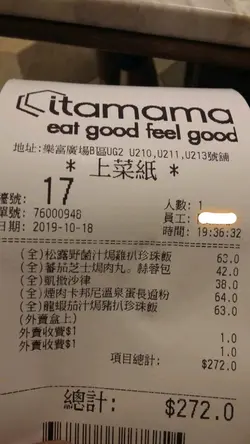 itamama
eat good feel good
地址:樂富廣場B區UG2 U210,U211,U213號舖
* 上菜紙 *
檯號: 17
人數: 1
單號: 76000946
員工:
日期: 2019-10-18
時間: 19:36:32
(全)松露野菌汁焗雞扒珍珠飯 63.0
(全)蕃茄芝士焗肉丸。赫爾包 42.0
(全)凱撒沙律 38.0
(全)煙肉卡邦尼溫泉蛋長通粉 64.0
(全)龍蝦茄汁焗豬扒珍珠飯 63.0
(外賣盒上)
外賣收費$1 1.0
外賣收費$1 1.0
項目總計: $272.0
總計: $272.0